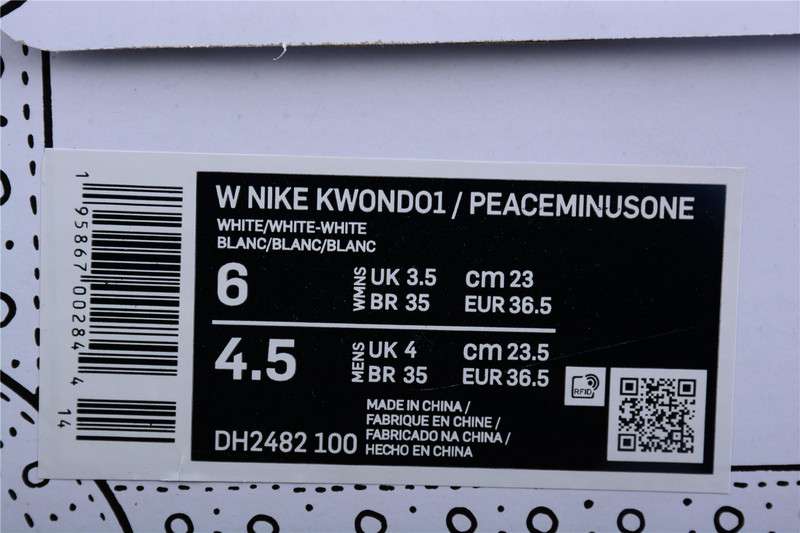 W NIKE KWONDO1 / PEACEMINUSONE
WHITE/WHITE-WHITE
BLANC/BLANC/BLANC
6
WMNS
UK 3.5 cm 23
BR 35 EUR 36.5
4.5
MENS
UK 4 cm 23.5
BR 35 EUR 36.5
RFID
MADE IN CHINA /
FABRIQUE EN CHINE /
FABRICADO NA CHINA /
HECHO EN CHINA
DH2482 100
1 95867 00284 4
14